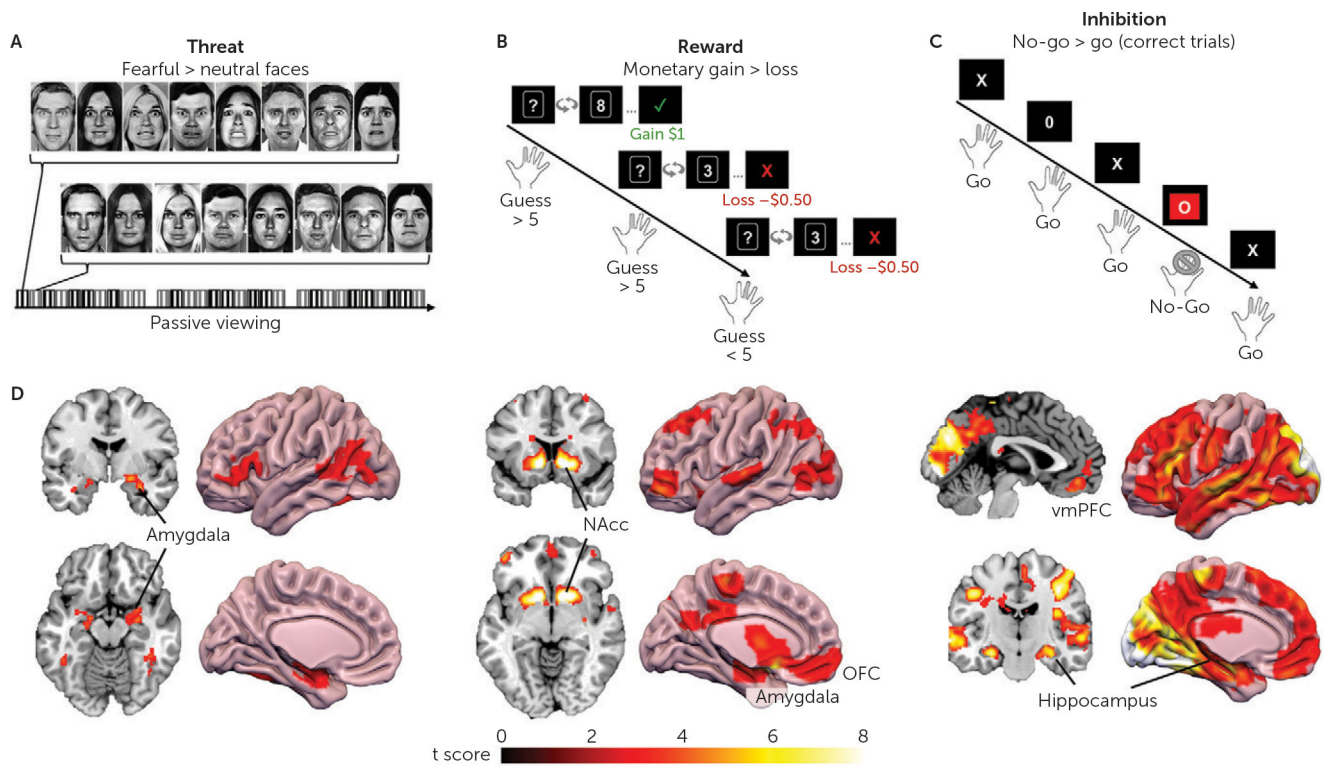 A
Threat
Fearful > neutral faces
Passive viewing
B
Reward
Monetary gain > loss
? 8 ... ✓
Gain $1
Guess
> 5
? 3 ... X
Loss –$0.50
Guess
> 5
? 3 ... X
Loss –$0.50
Guess
< 5
C
Inhibition
No-go > go (correct trials)
X
Go
0
Go
X
Go
O
No-Go
X
Go
D
Amygdala
NAcc
Amygdala
OFC
vmPFC
Hippocampus
t score
0 2 4 6 8